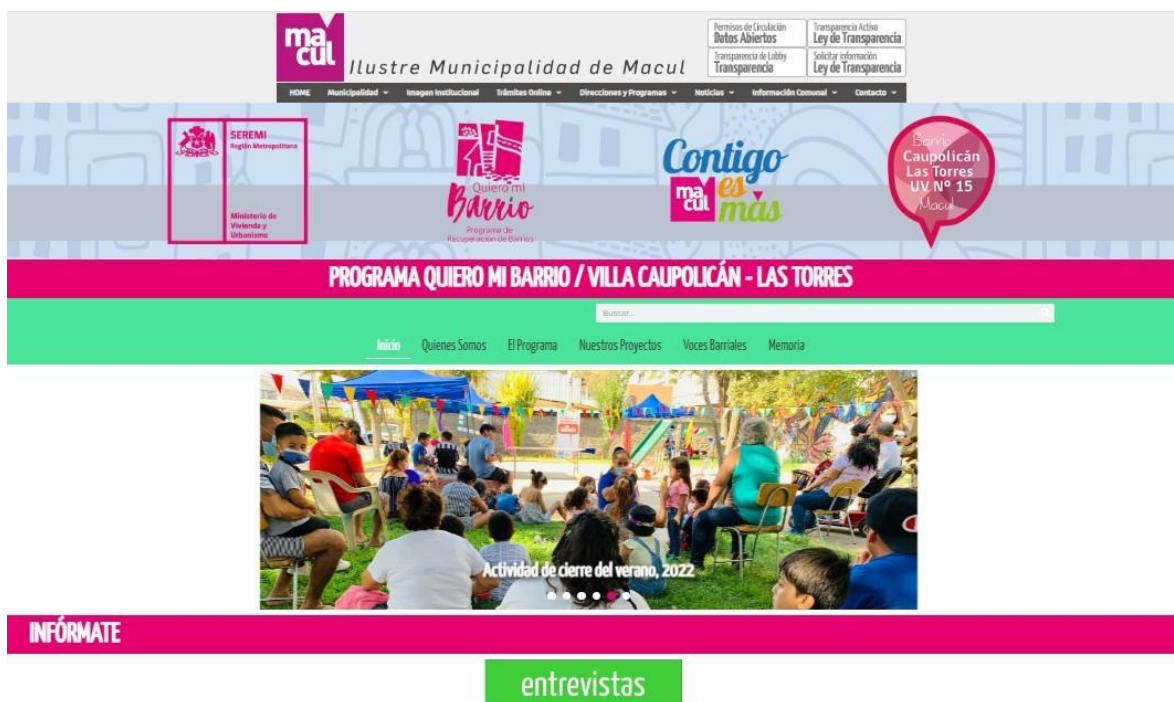 ma
cul
Ilustre Municipalidad de Macul
Permisos de Circulación
Datos Abiertos
Transparencia Activa
Ley de Transparencia
Transparencia de Lobby
Transparencia
Solicitar información
Ley de Transparencia
HOME Municipalidad Imagen Institucional Trámites Online Direcciones y Programas Noticias Información Comunal Contacto
SEREMI
Región Metropolitana
Ministerio de
Vivienda y
Urbanismo
Quiero mi
Barrio
Programa de
Recuperación de Barrios
Contigo
es
más
ma
cul
Barrio
Caupolicán
Las Torres
UV Nº 15
Macul
PROGRAMA QUIERO MI BARRIO / VILLA CAUPOLICÁN - LAS TORRES
Buscar...
Inicio Quienes Somos El Programa Nuestros Proyectos Voces Barriales Memoria
Actividad de cierre del verano, 2022
INFÓRMATE
entrevistas